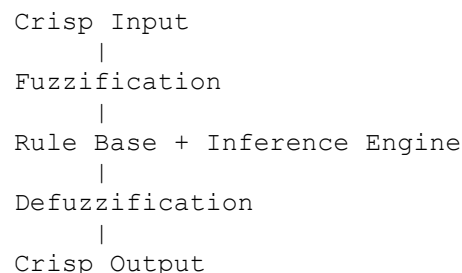 Crisp Input
|
Fuzzification
|
Rule Base + Inference Engine
|
Defuzzification
|
Crisp Output